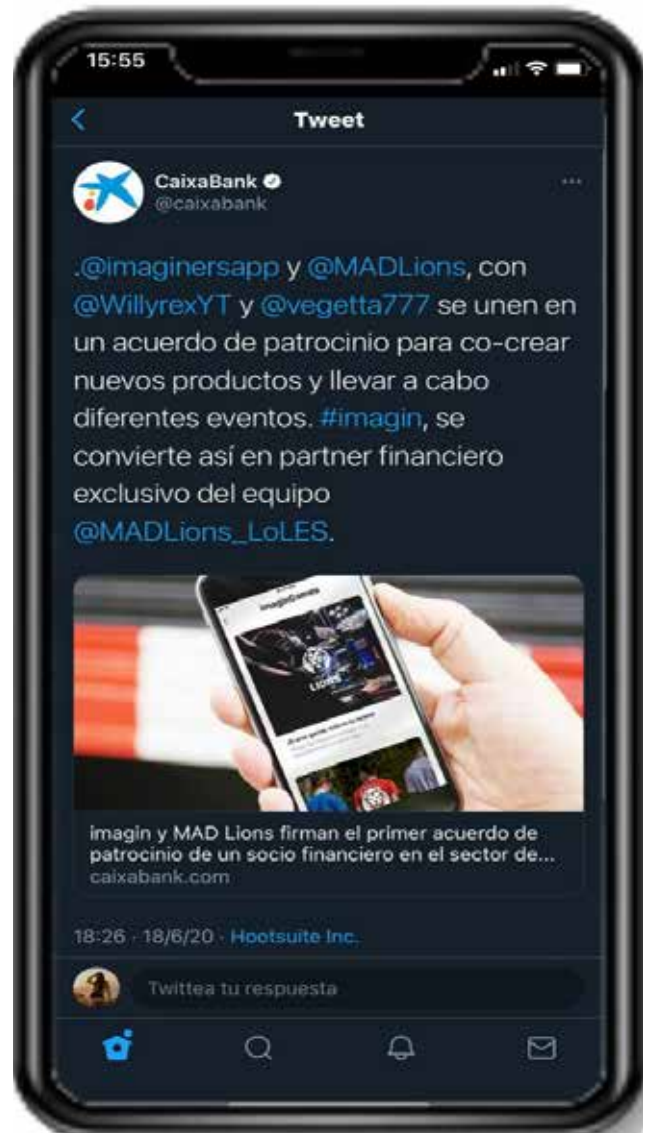 15:55
Tweet
CaixaBank
@caixabank
.@imaginersapp y @MADLions, con
@WillyrexYT y @vegetta777 se unen en
un acuerdo de patrocinio para co-crear
nuevos productos y llevar a cabo
diferentes eventos. #imagin, se
convierte así en partner financiero
exclusivo del equipo
@MADLions_LoLES.
imaginGames
LIONS
imagin y MAD Lions firman el primer acuerdo de
patrocinio de un socio financiero en el sector de...
caixabank.com
18:26 · 18/6/20 · Hootsuite Inc.
Twittea tu respuesta